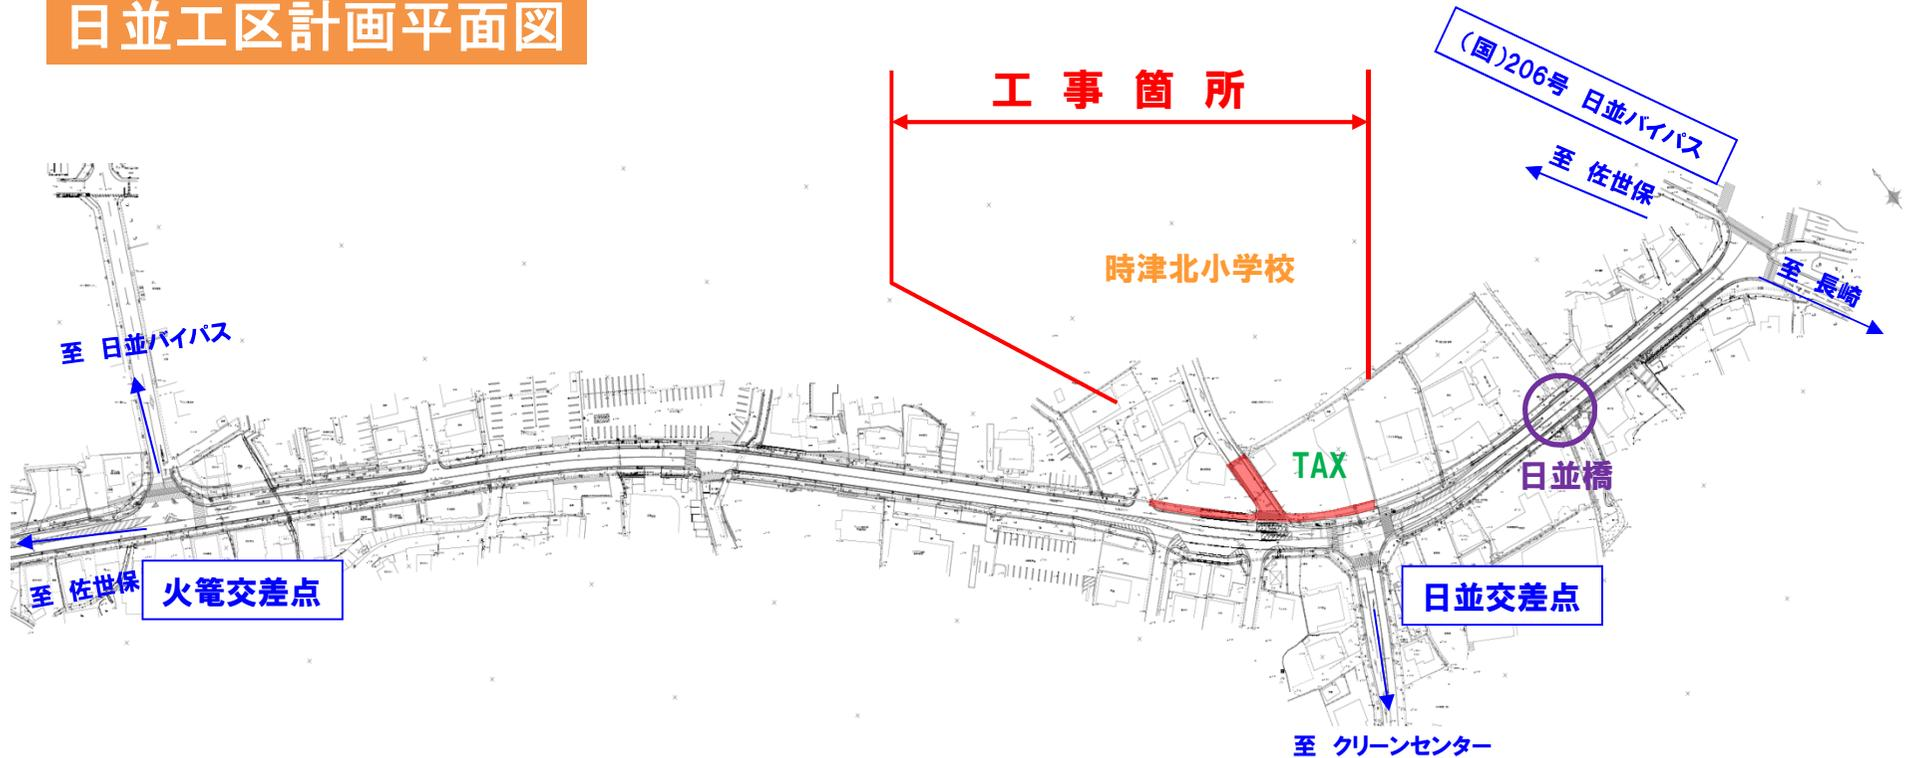 日並工区計画平面図
工事箇所
(国)206号 日並バイパス
至 佐世保
至 長崎
時津北小学校
至 日並バイパス
TAX
日並橋
至 佐世保
火篭交差点
日並交差点
至 クリーンセンター